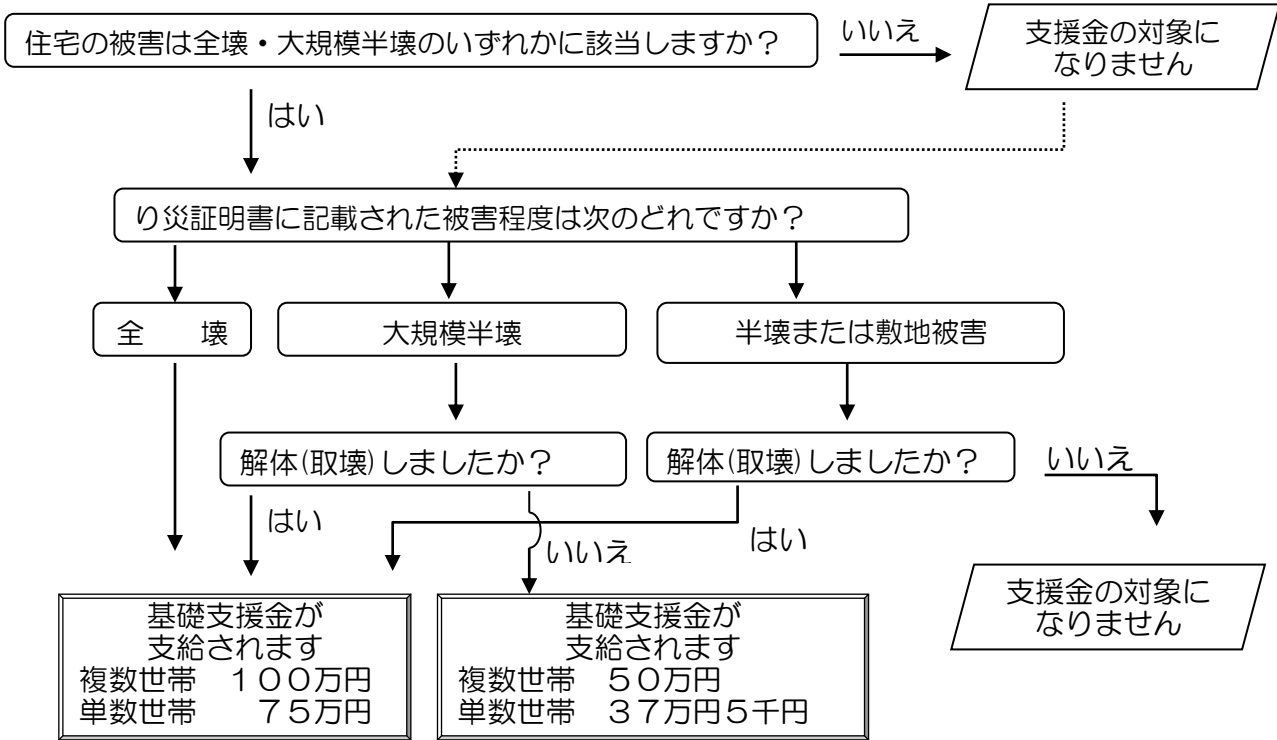 住宅の被害は全壊・大規模半壊のいずれかに該当しますか？
いいえ
支援金の対象に
なりません
はい
り災証明書に記載された被害程度は次のどれですか？
全　　壊
大規模半壊
半壊または敷地被害
解体(取壊)しましたか？
解体(取壊)しましたか？
いいえ
はい
いいえ
はい
基礎支援金が
支給されます
複数世帯　１００万円
単数世帯　　７５万円
基礎支援金が
支給されます
複数世帯　５０万円
単数世帯　３７万円５千円
支援金の対象に
なりません